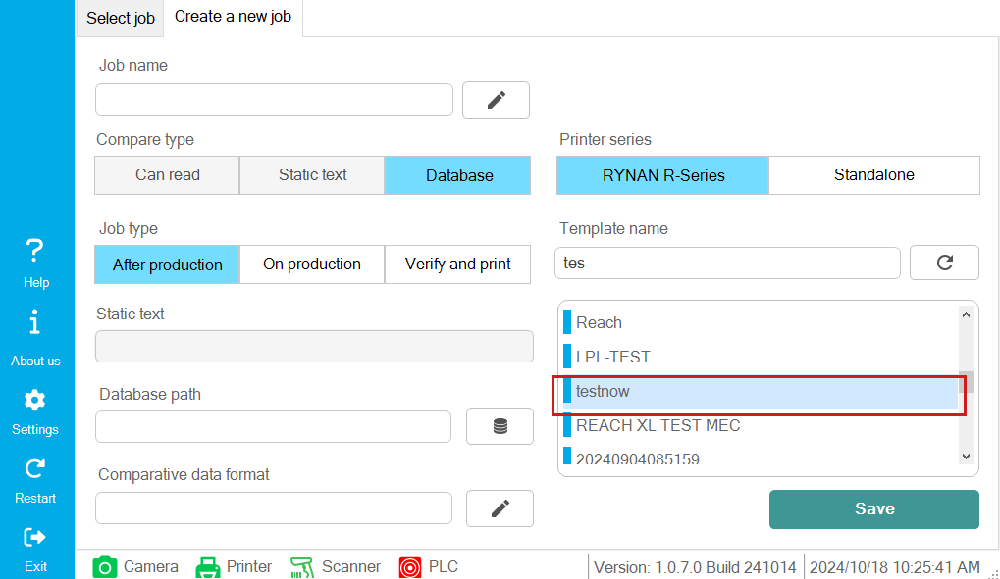 Select job
Create a new job
Job name
Compare type
Can read
Static text
Database
Printer series
RYNAN R-Series
Standalone
Job type
After production
On production
Verify and print
Template name
tes
Static text
Reach
LPL-TEST
testnow
REACH XL TEST MEC
20240904085159
Database path
Comparative data format
Save
Help
About us
Settings
Restart
Exit
Camera
Printer
Scanner
PLC
Version: 1.0.7.0 Build 241014
2024/10/18 10:25:41 AM